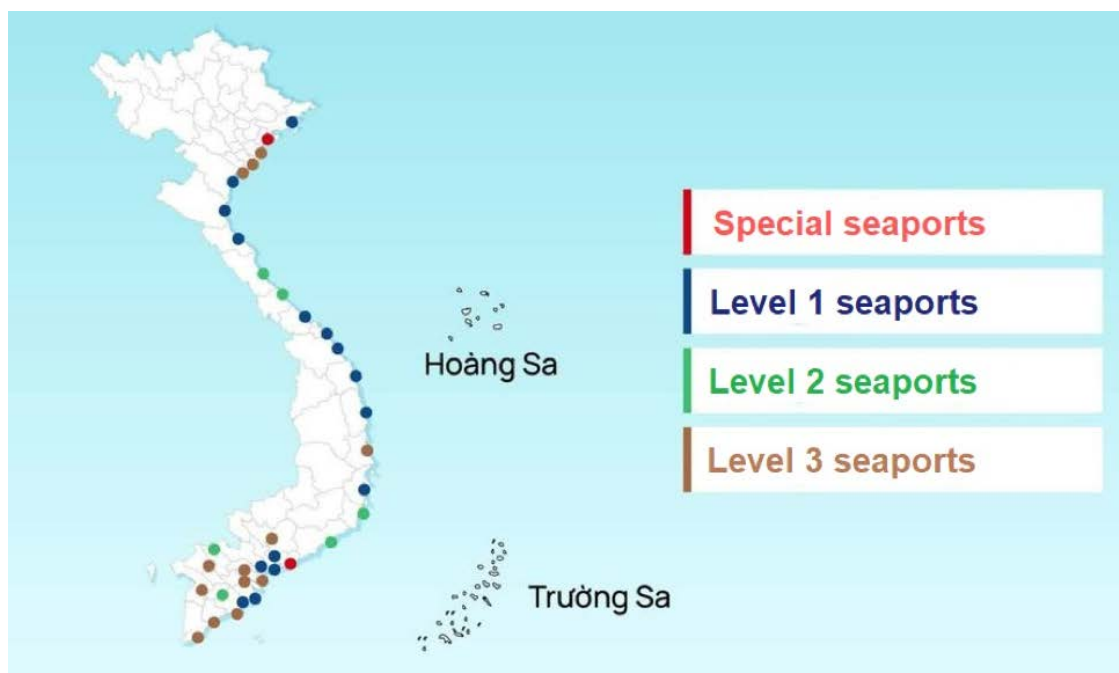 Special seaports
Level 1 seaports
Hoàng Sa
Level 2 seaports
Level 3 seaports
Trường Sa